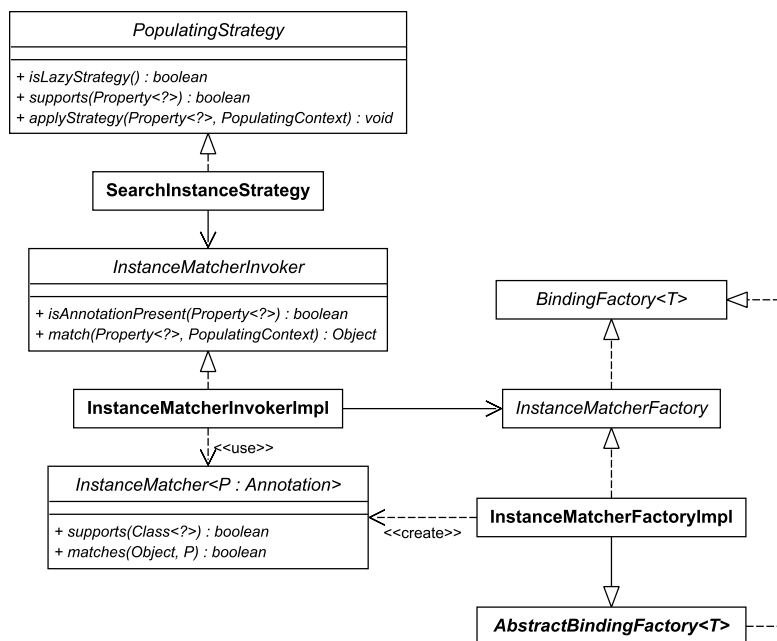 PopulatingStrategy
+ isLazyStrategy() : boolean
+ supports(Property<?>) : boolean
+ applyStrategy(Property<?>, PopulatingContext) : void
SearchInstanceStrategy
InstanceMatcherInvoker
+ isAnnotationPresent(Property<?>) : boolean
+ match(Property<?>, PopulatingContext) : Object
BindingFactory<T>
InstanceMatcherInvokerImpl
InstanceMatcherFactory
<<use>>
InstanceMatcher<P : Annotation>
+ supports(Class<?>) : boolean
+ matches(Object, P) : boolean
InstanceMatcherFactoryImpl
<<create>>
AbstractBindingFactory<T>